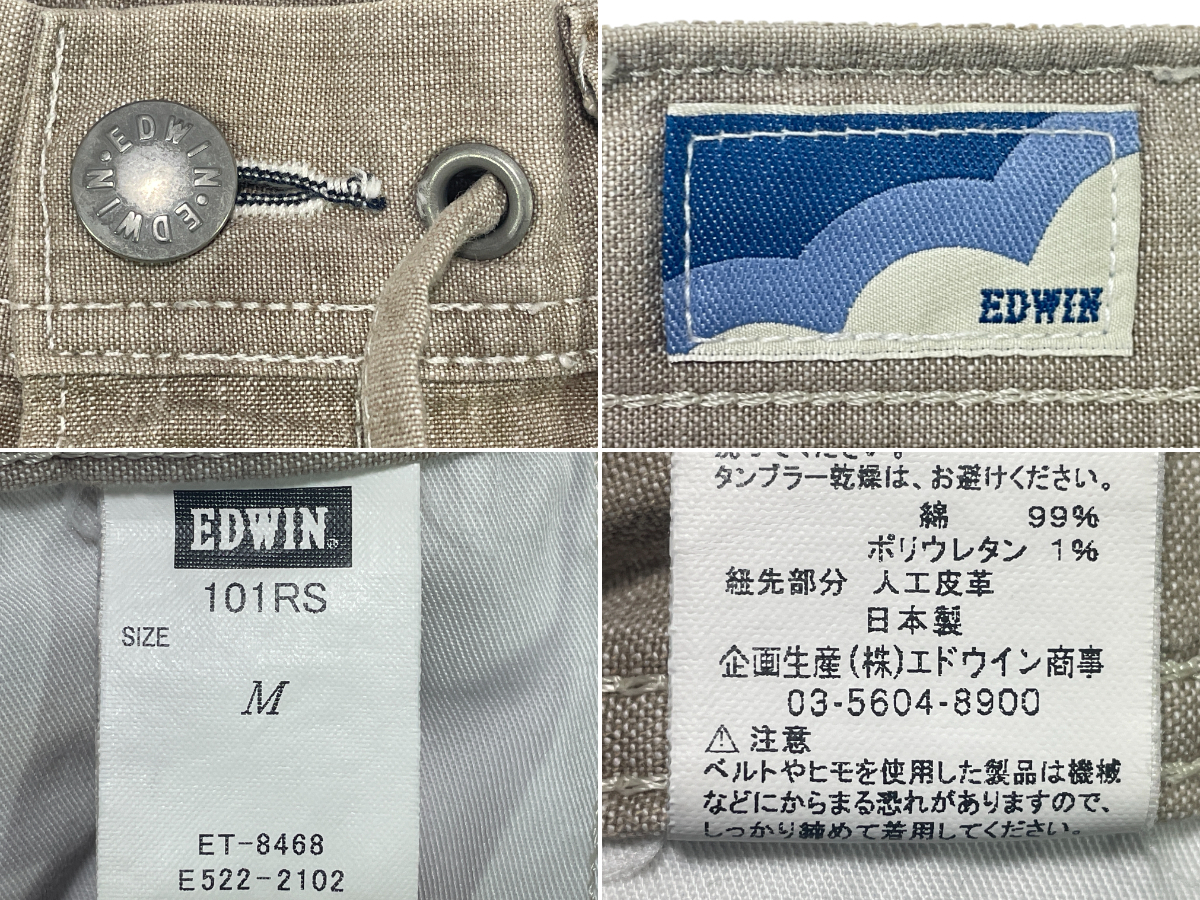 EDWIN・EDWIN・
EDWIN
EDWIN®
101RS
SIZE
M
ET-8468
E522-2102
タンブラー乾燥は、お避けください。
綿 99%
ポリウレタン 1%
紐先部分 人工皮革
日本製
企画生産(株)エドウイン商事
03-5604-8900
⚠ 注意
ベルトやヒモを使用した製品は機械
などにからまる恐れがありますので、
しっかり締めて着用してください。